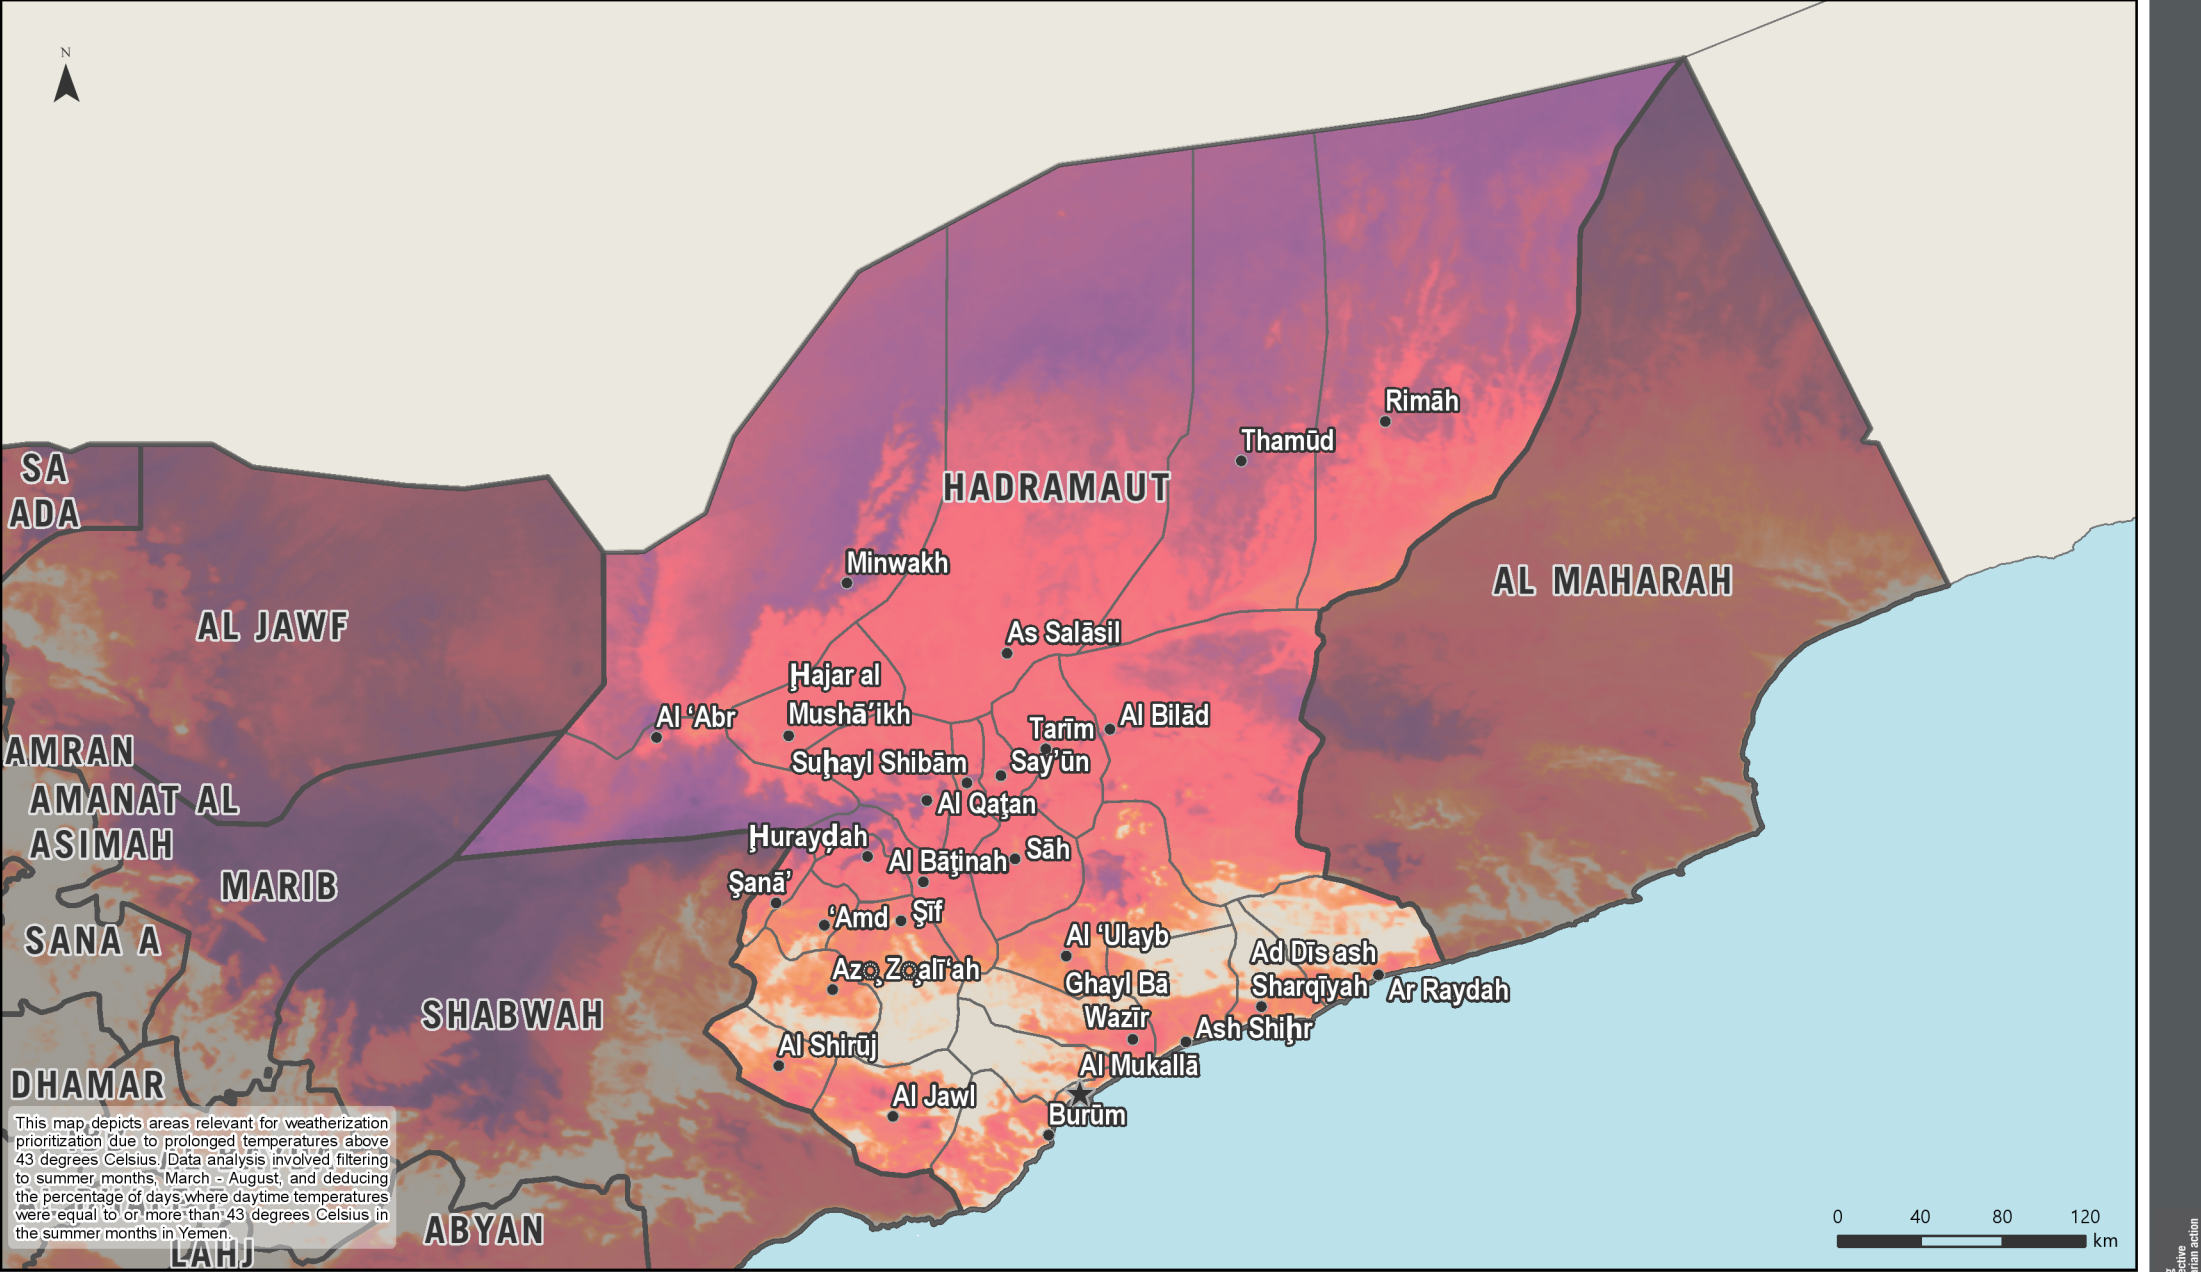 N
SA
ADA
AL JAWF
HADRAMAUT
Rimāh
Thamūd
AL MAHARAH
Minwakh
As Salāsil
Ḩajar al
Mushāʼikh
Al ‘Abr
Tarīm
Al Bilād
Suḩayl Shibām
Say’ūn
Al Qaţan
AMRAN
AMANAT AL
ASIMAH
MARIB
Ḩurayḑah
Al Bāţinah
Sāh
Şanā’
‘Amd
Şīf
SANA A
Al ‘Ulayb
Ad Dīs ash
Sharqīyah
Ar Raydah
Ghayl Bā
Wazīr
Ash Shiḩr
SHABWAH
Al Shirūj
Al Mukallā
Al Jawl
Burūm
DHAMAR
This map depicts areas relevant for weatherization
prioritization due to prolonged temperatures above
43 degrees Celsius. Data analysis involved filtering
to summer months, March - August, and deducing
the percentage of days where daytime temperatures
were equal to or more than 43 degrees Celsius in
the summer months in Yemen.
LAHJ
ABYAN
0 40 80 120
km